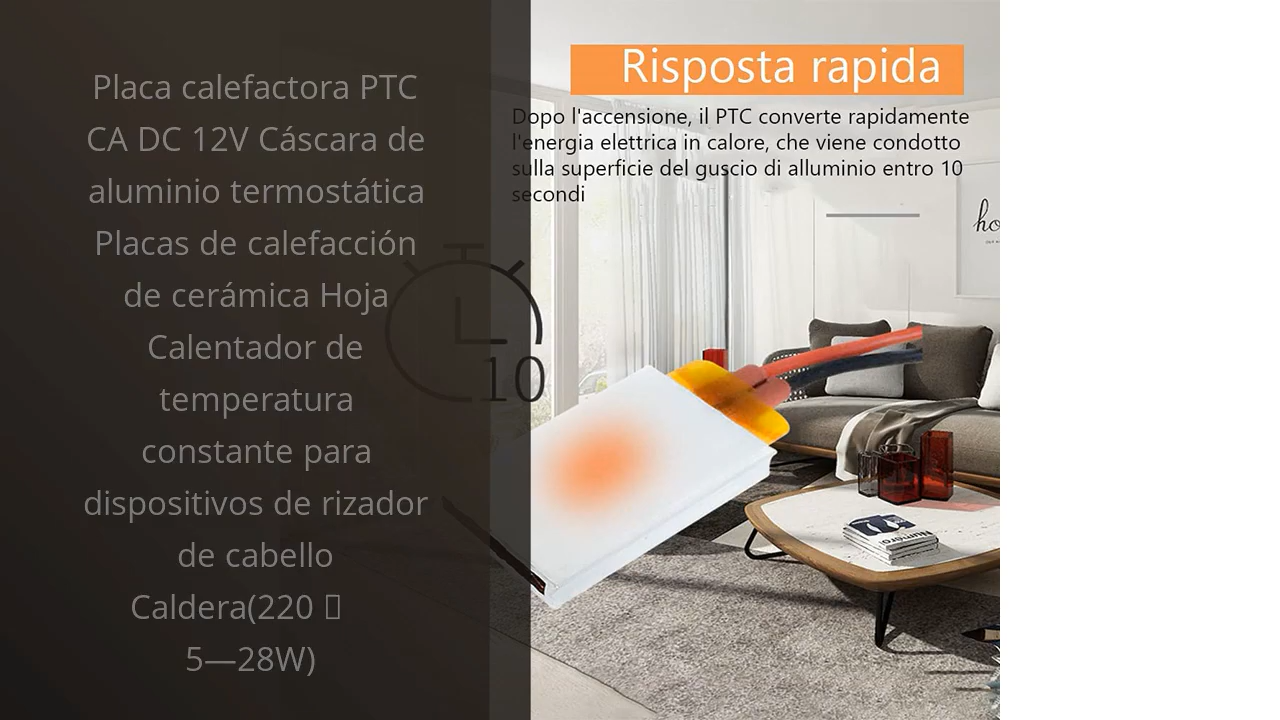 Placa calefactora PTC
CA DC 12V Cáscara de
aluminio termostática
Placas de calefacción
de cerámica Hoja
Calentador de
temperatura
constante para
dispositivos de rizador
de cabello
Caldera(220 
5—28W)
Risposta rapida
Dopo l'accensione, il PTC converte rapidamente
l'energia elettrica in calore, che viene condotto
sulla superficie del guscio di alluminio entro 10
secondi
10